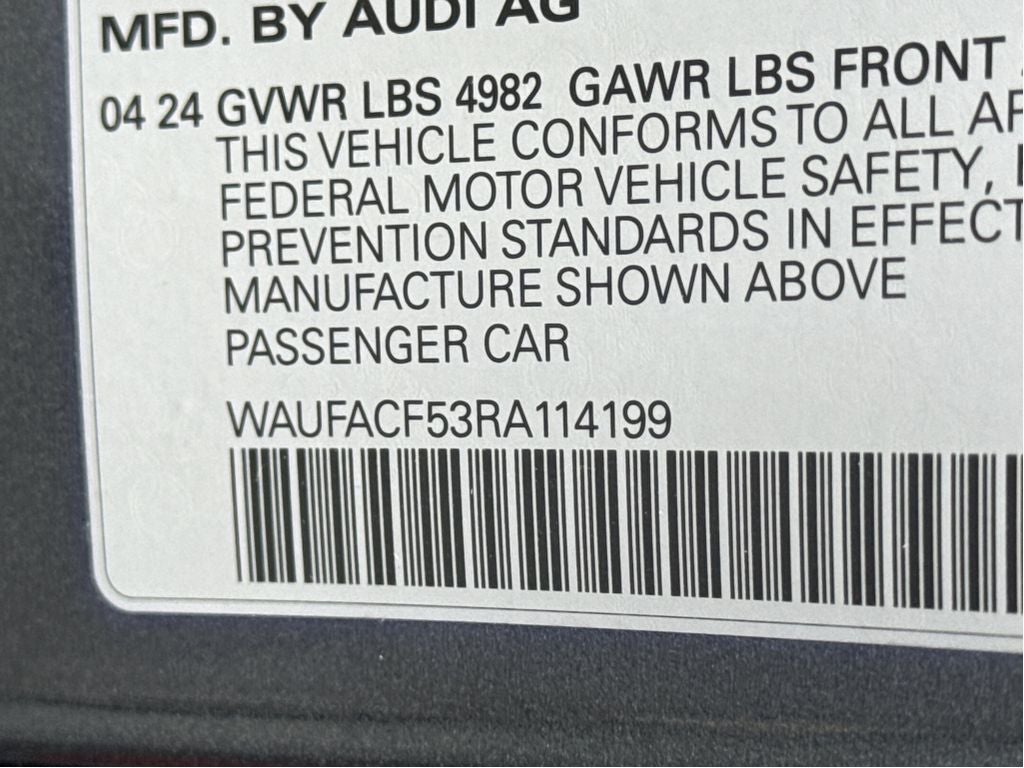 MFD. BY AUDI AG
04 24 GVWR LBS 4982 GAWR LBS FRONT
THIS VEHICLE CONFORMS TO ALL
FEDERAL MOTOR VEHICLE SAFETY,
PREVENTION STANDARDS IN EFFECT
MANUFACTURE SHOWN ABOVE
PASSENGER CAR
WAUFACF53RA114199